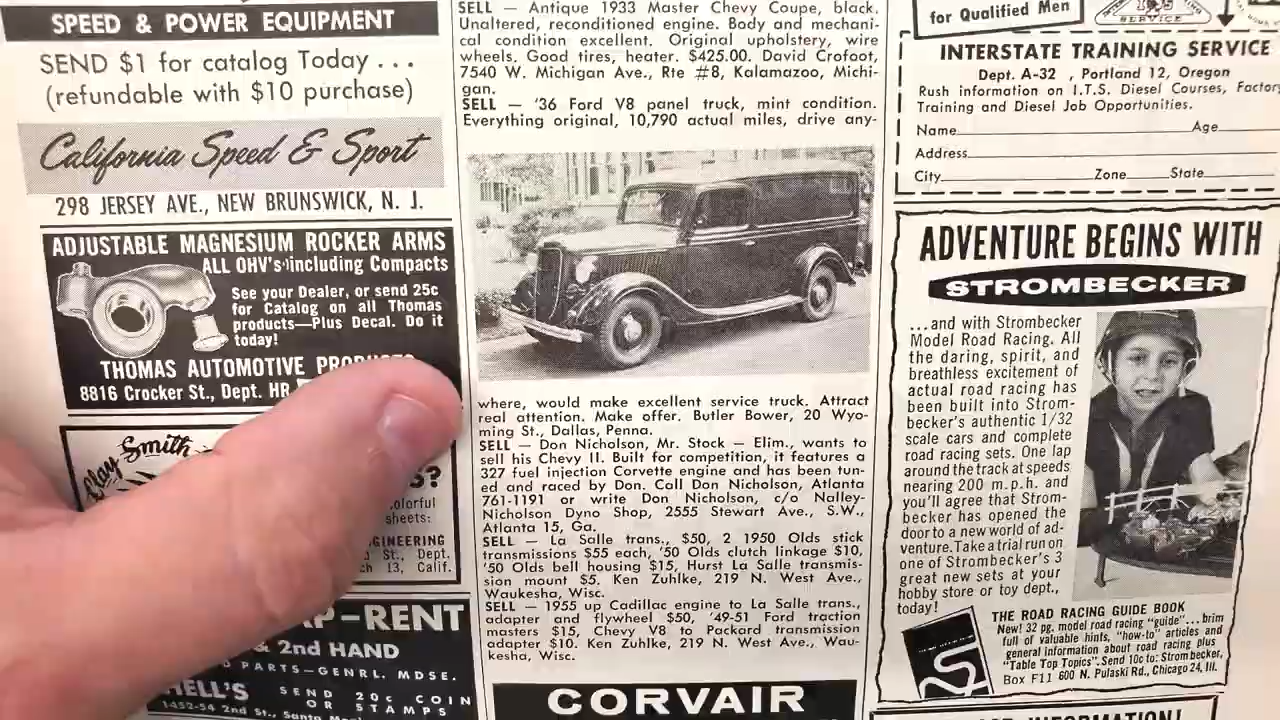 SPEED & POWER EQUIPMENT
SEND $1 for catalog Today . . .
(refundable with $10 purchase)
California Speed & Sport
298 JERSEY AVE., NEW BRUNSWICK, N. J.
ADJUSTABLE MAGNESIUM ROCKER ARMS
ALL OHV's including Compacts
See your Dealer, or send 25c
for Catalog on all Thomas
products—Plus Decal. Do it
today!
THOMAS AUTOMOTIVE PRODUCTS
8816 Crocker St., Dept. HR
Clay Smith
?
sheets:
St., Dept.
Calif.
-RENT
& 2nd HAND
PARTS-GENRL. MDSE.
SEND 20c COIN
OR STAMPS
1452-54 2nd St., Santa
SELL — Antique 1933 Master Chevy Coupe, black.
Unaltered, reconditioned engine. Body and mechani-
cal condition excellent. Original upholstery, wire
wheels. Good tires, heater. $425.00. David Crofoot,
7540 W. Michigan Ave., Rte #8, Kalamazoo, Michi-
gan.
SELL — '36 Ford V8 panel truck, mint condition.
Everything original, 10,790 actual miles, drive any-
where, would make excellent service truck. Attract
real attention. Make offer. Butler Bower, 20 Wyo-
ming St., Dallas, Penna.
SELL — Don Nicholson, Mr. Stock — Elim., wants to
sell his Chevy II. Built for competition, it features a
327 fuel injection Corvette engine and has been tun-
ed and raced by Don. Call Don Nicholson, Atlanta
761-1191 or write Don Nicholson, c/o Nalley-
Nicholson Dyno Shop, 2555 Stewart Ave., S.W.,
Atlanta 15, Ga.
SELL — La Salle trans., $50, 2 1950 Olds stick
transmissions $55 each, '50 Olds clutch linkage $10,
'50 Olds bell housing $15, Hurst La Salle transmis-
sion mount $5. Ken Zuhlke, 219 N. West Ave.,
Waukesha, Wisc.
SELL — 1955 up Cadillac engine to La Salle trans.,
adapter and flywheel $50, '49-51 Ford traction
masters $15, Chevy V8 to Packard transmission
adapter $10. Ken Zuhlke, 219 N. West Ave., Wau-
kesha, Wisc.
CORVAIR
for Qualified Men
SERVICE
INTERSTATE TRAINING SERVICE
Dept. A-32 , Portland 12, Oregon
Rush information on I.T.S. Diesel Courses, Factory
Training and Diesel Job Opportunities.
Name Age
Address
City Zone State
ADVENTURE BEGINS WITH
STROMBECKER
...and with Strombecker
Model Road Racing. All
the daring, spirit, and
breathless excitement of
actual road racing has
been built into Strom-
becker's authentic 1/32
scale cars and complete
road racing sets. One lap
around the track at speeds
nearing 200 m.p.h. and
you'll agree that Strom-
becker has opened the
door to a new world of ad-
venture. Take a trial run on
one of Strombecker's 3
great new sets at your
hobby store or toy dept.,
today!
THE ROAD RACING GUIDE BOOK
New! 32 pg. model road racing "guide"...brim
full of valuable hints, "how-to" articles and
general information about road racing plus
"Table Top Topics". Send 10c to: Strombecker,
Box F11 600 N. Pulaski Rd., Chicago 24, Ill.
INFORMATION!